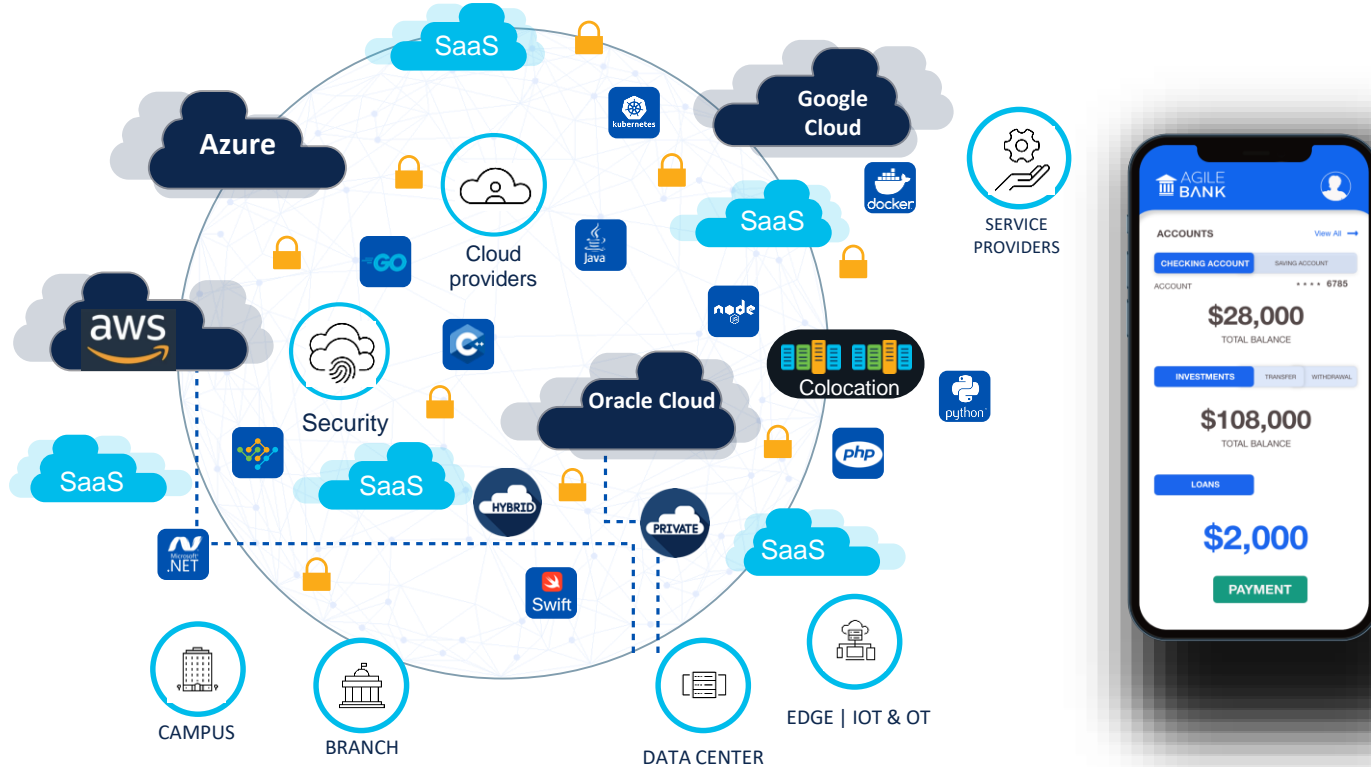 SaaS
Azure
Google
Cloud
kubernetes
docker
SERVICE
PROVIDERS
SaaS
Java
GO
Cloud
providers
aws
node
JS
C++
Security
Oracle Cloud
Colocation
python
php
SaaS
SaaS
HYBRID
PRIVATE
SaaS
Microsoft
.NET
Swift
CAMPUS
BRANCH
DATA CENTER
EDGE | IOT & OT
AGILE
BANK
ACCOUNTS
View All
CHECKING ACCOUNT
SAVING ACCOUNT
ACCOUNT
•••• 6785
$28,000
TOTAL BALANCE
INVESTMENTS
TRANSFER
WITHDRAWAL
$108,000
TOTAL BALANCE
LOANS
$2,000
PAYMENT